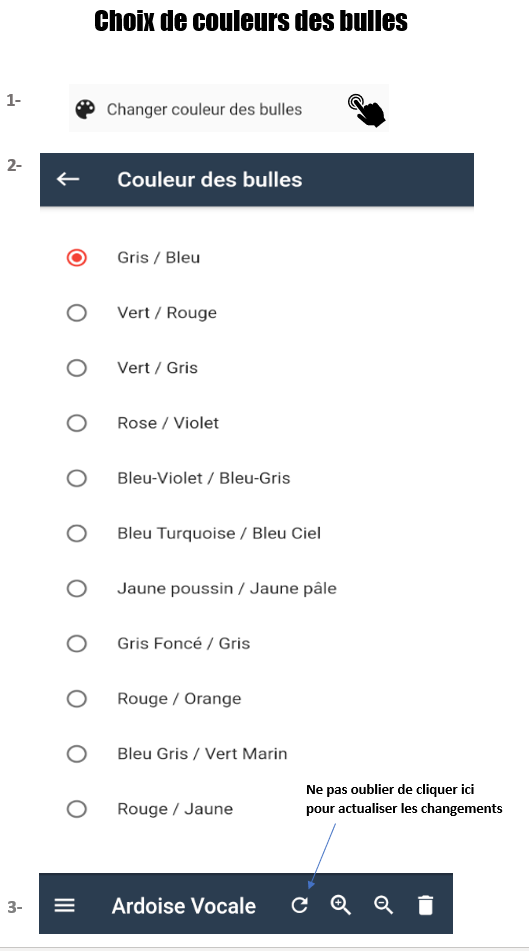 Choix de couleurs des bulles
1-
Changer couleur des bulles
2-
Couleur des bulles
Gris / Bleu
Vert / Rouge
Vert / Gris
Rose / Violet
Bleu-Violet / Bleu-Gris
Bleu Turquoise / Bleu Ciel
Jaune poussin / Jaune pâle
Gris Foncé / Gris
Rouge / Orange
Bleu Gris / Vert Marin
Rouge / Jaune
Ne pas oublier de cliquer ici
pour actualiser les changements
3-
Ardoise Vocale